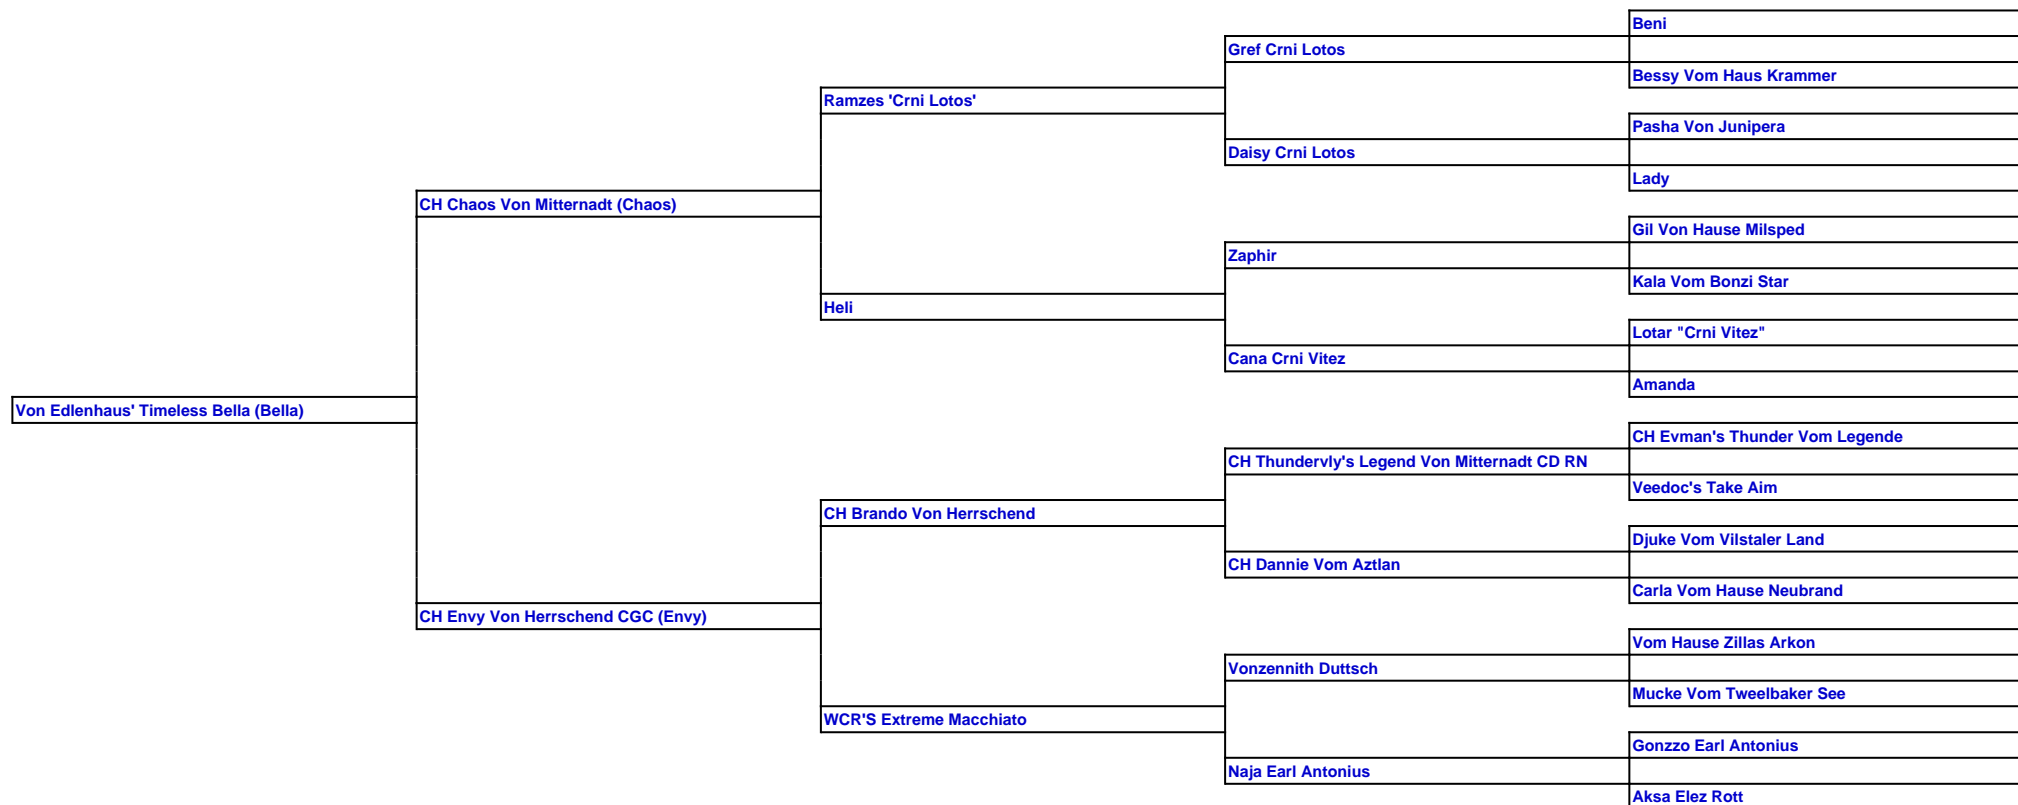 Beni
Gref Crni Lotos
Bessy Vom Haus Krammer
Ramzes 'Crni Lotos'
Pasha Von Junipera
Daisy Crni Lotos
Lady
CH Chaos Von Mitternadt (Chaos)
Gil Von Hause Milsped
Zaphir
Kala Vom Bonzi Star
Heli
Lotar "Crni Vitez"
Cana Crni Vitez
Amanda
Von Edlenhaus' Timeless Bella (Bella)
CH Evman's Thunder Vom Legende
CH Thundervly's Legend Von Mitternadt CD RN
Veedoc's Take Aim
CH Brando Von Herrschend
Djuke Vom Vilstaler Land
CH Dannie Vom Aztlan
Carla Vom Hause Neubrand
CH Envy Von Herrschend CGC (Envy)
Vom Hause Zillas Arkon
Vonzennith Duttsch
Mucke Vom Tweelbaker See
WCR'S Extreme Macchiato
Gonzzo Earl Antonius
Naja Earl Antonius
Aksa Elez Rott